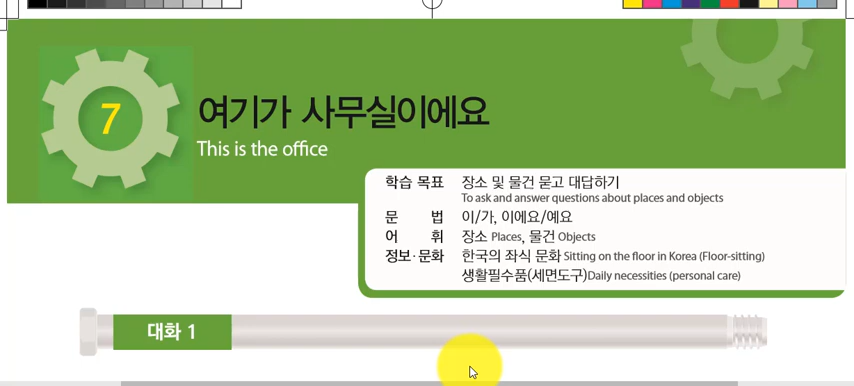 7
여기가 사무실이에요
This is the office
학습 목표 장소 및 물건 묻고 대답하기
To ask and answer questions about places and objects
문 법 이/가, 이에요/예요
어 휘 장소 Places, 물건 Objects
정보·문화 한국의 좌식 문화 Sitting on the floor in Korea (Floor-sitting)
생활필수품(세면도구)Daily necessities (personal care)
대화 1